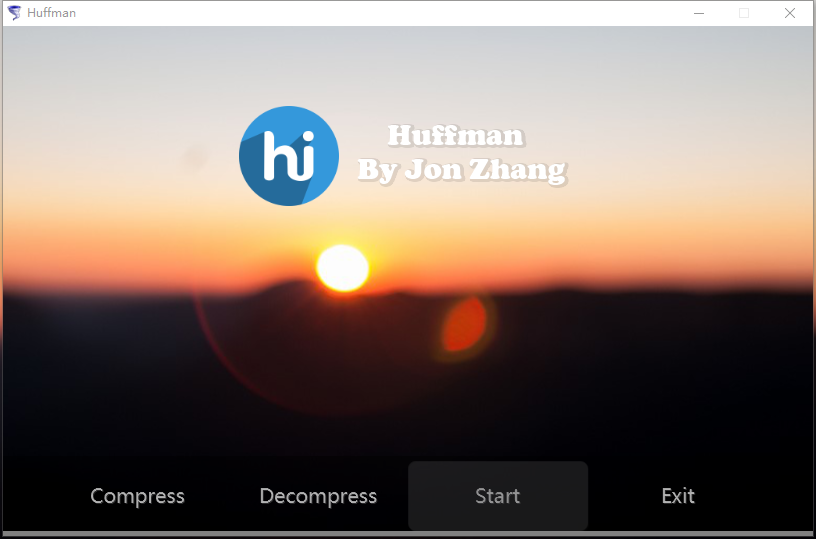 Huffman
hi
Huffman
By Jon Zhang
Compress
Decompress
Start
Exit